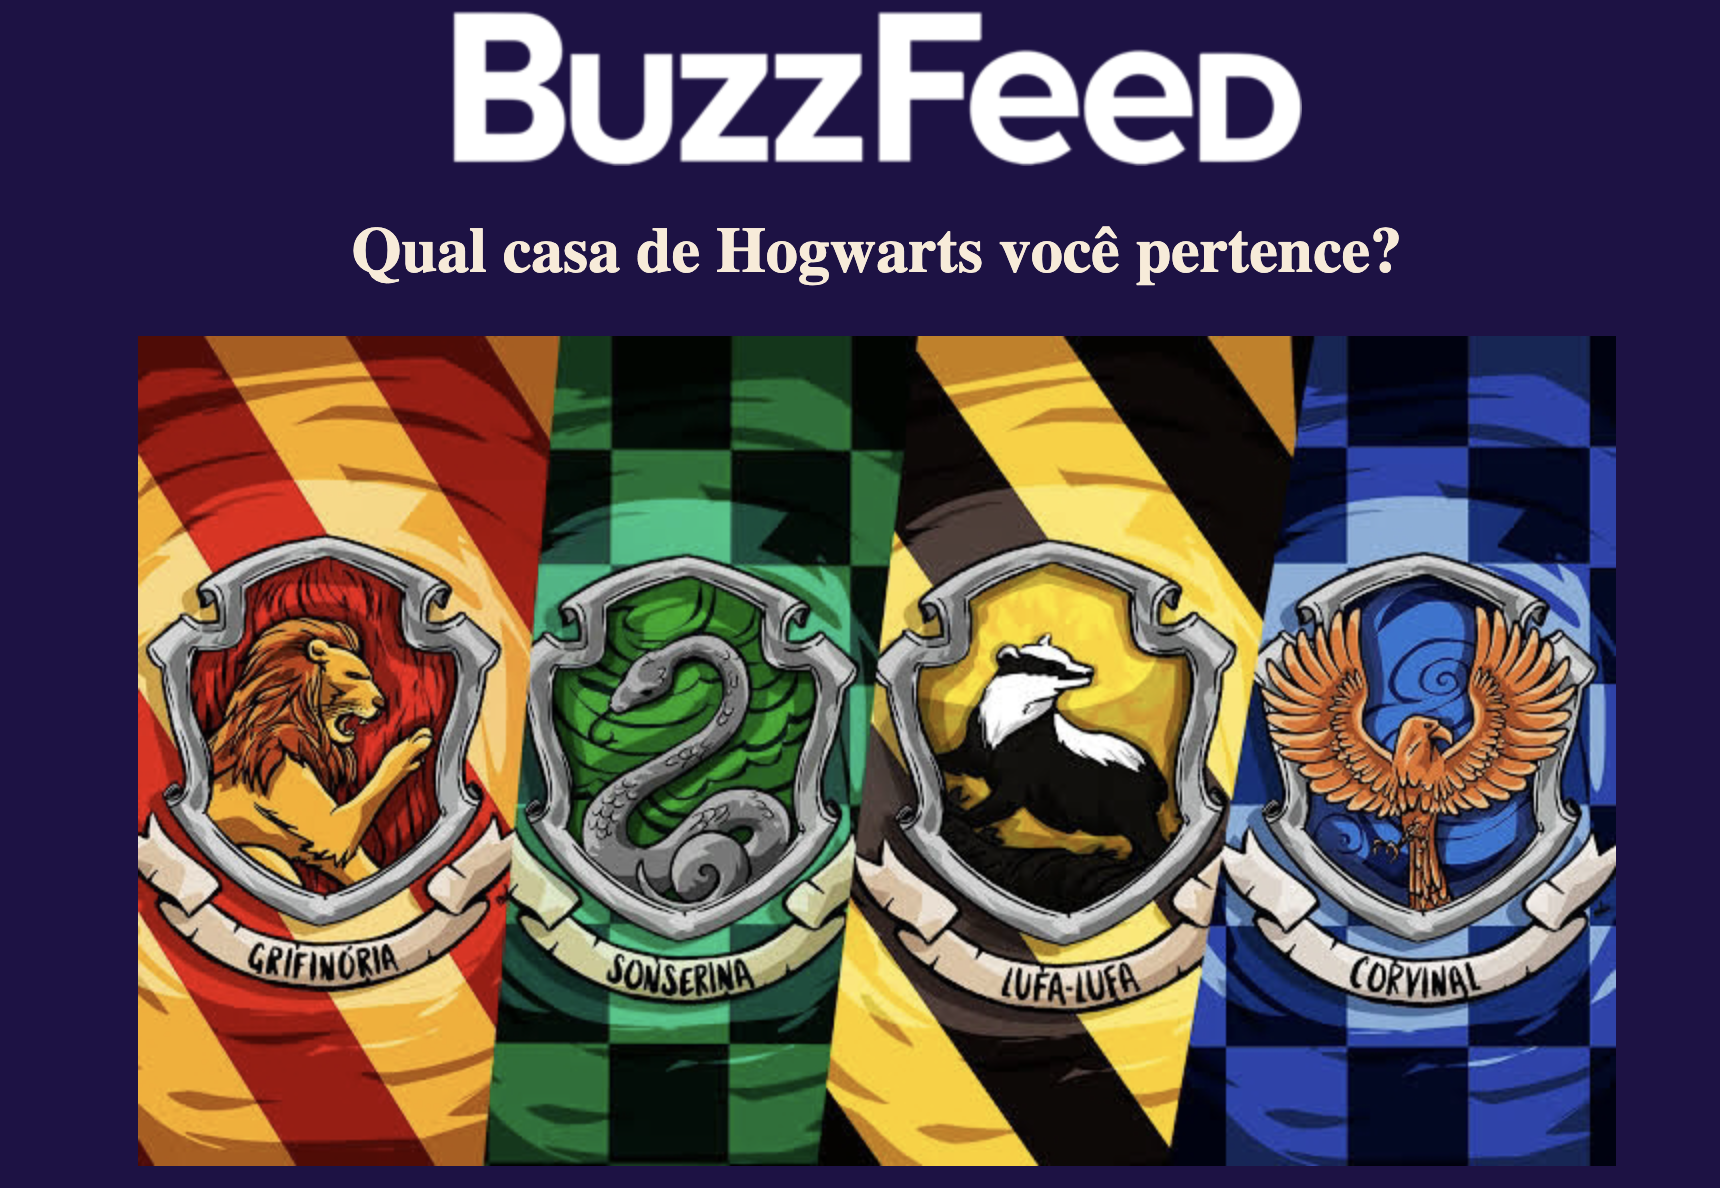 BuzzFeed
Qual casa de Hogwarts você pertence?
GRIFINÓRIA
SONSERINA
LUFA-LUFA
CORVINAL